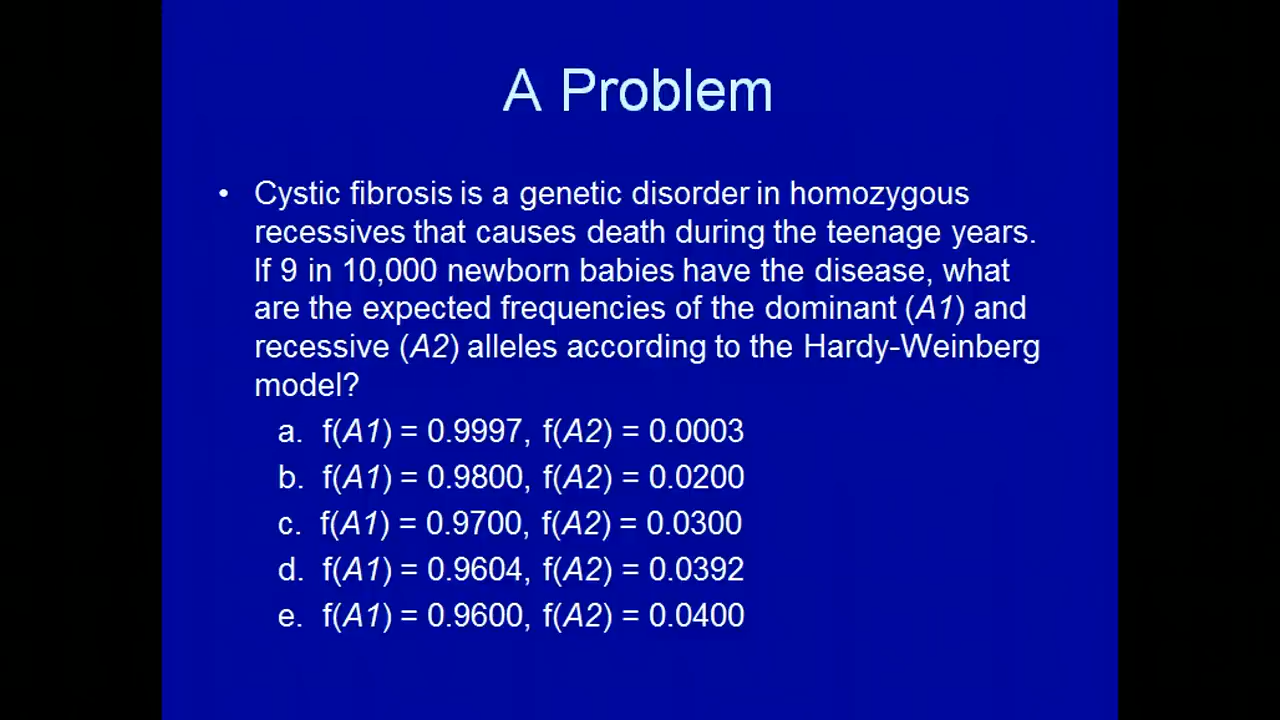 A Problem
• Cystic fibrosis is a genetic disorder in homozygous
recessives that causes death during the teenage years.
If 9 in 10,000 newborn babies have the disease, what
are the expected frequencies of the dominant (A1) and
recessive (A2) alleles according to the Hardy-Weinberg
model?
a. f(A1) = 0.9997, f(A2) = 0.0003
b. f(A1) = 0.9800, f(A2) = 0.0200
c. f(A1) = 0.9700, f(A2) = 0.0300
d. f(A1) = 0.9604, f(A2) = 0.0392
e. f(A1) = 0.9600, f(A2) = 0.0400